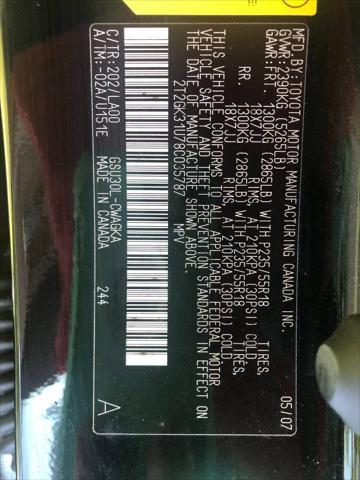 MFD. BY: TOYOTA MOTOR MANUFACTURING CANADA INC. 05/07
GVWR: 2390KG (5265LB)
GAWR: FRT. 1300KG (2865LB) WITH P235/55R18 TIRES,
18X7JJ RIMS, AT 210KPA (30PSI) COLD
RR. 1300KG (2865LB) WITH P235/55R18 TIRES,
18X7JJ RIMS, AT 210KPA (30PSI) COLD
THIS VEHICLE CONFORMS TO ALL APPLICABLE FEDERAL MOTOR
VEHICLE SAFETY AND THEFT PREVENTION STANDARDS IN EFFECT ON
THE DATE OF MANUFACTURE SHOWN ABOVE.
2T2GK31U78C035787 MPV
C/TR: 202/LA00 GSU30L-CWAGKA 244 A
A/TM: -02A/U151E MADE IN CANADA